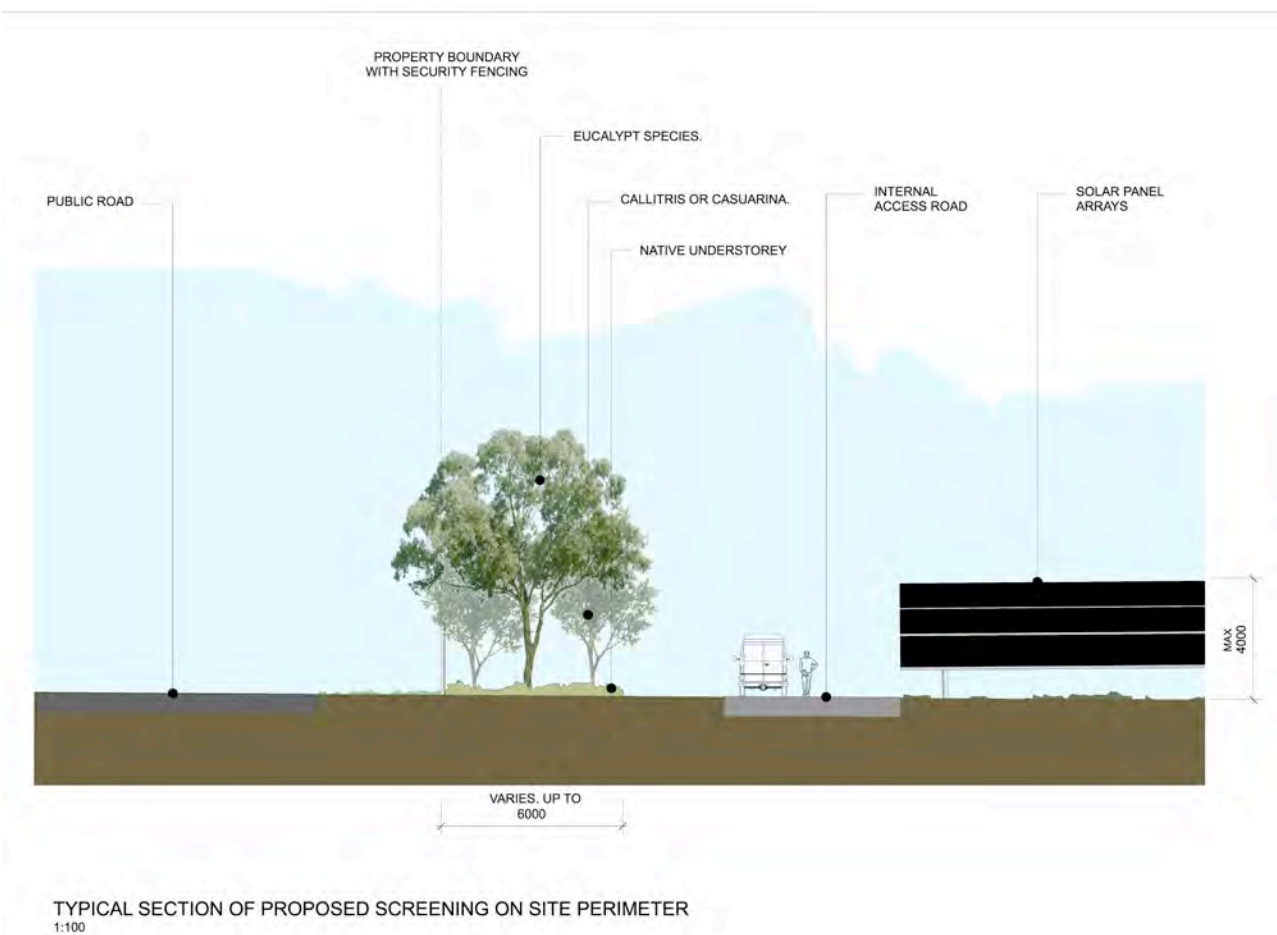 PROPERTY BOUNDARY
WITH SECURITY FENCING
EUCALYPT SPECIES.
PUBLIC ROAD
CALLITRIS OR CASUARINA.
INTERNAL
ACCESS ROAD
SOLAR PANEL
ARRAYS
NATIVE UNDERSTOREY
MAX
4000
VARIES. UP TO
6000
TYPICAL SECTION OF PROPOSED SCREENING ON SITE PERIMETER
1:100